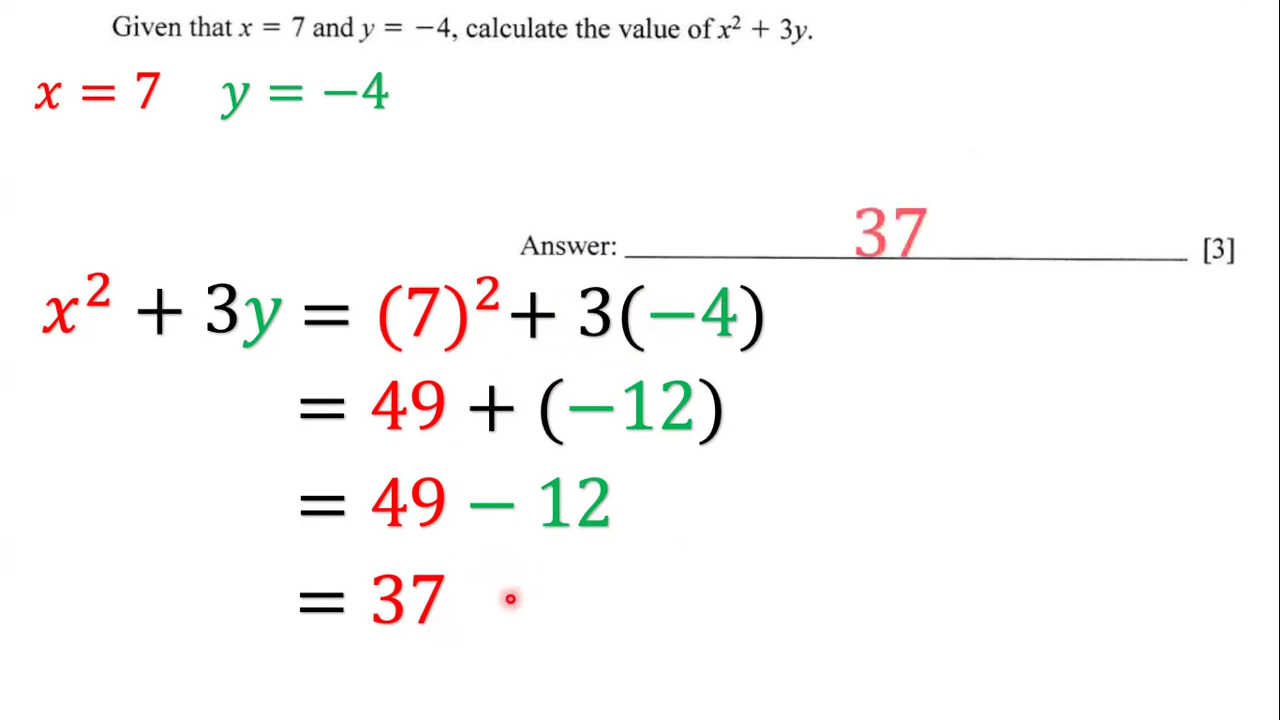 Given that x = 7 and y = −4, calculate the value of x² + 3y.
x = 7 y = −4
37
Answer: ______________ [3]
x² + 3y = (7)² + 3(−4)
= 49 + (−12)
= 49 − 12
= 37